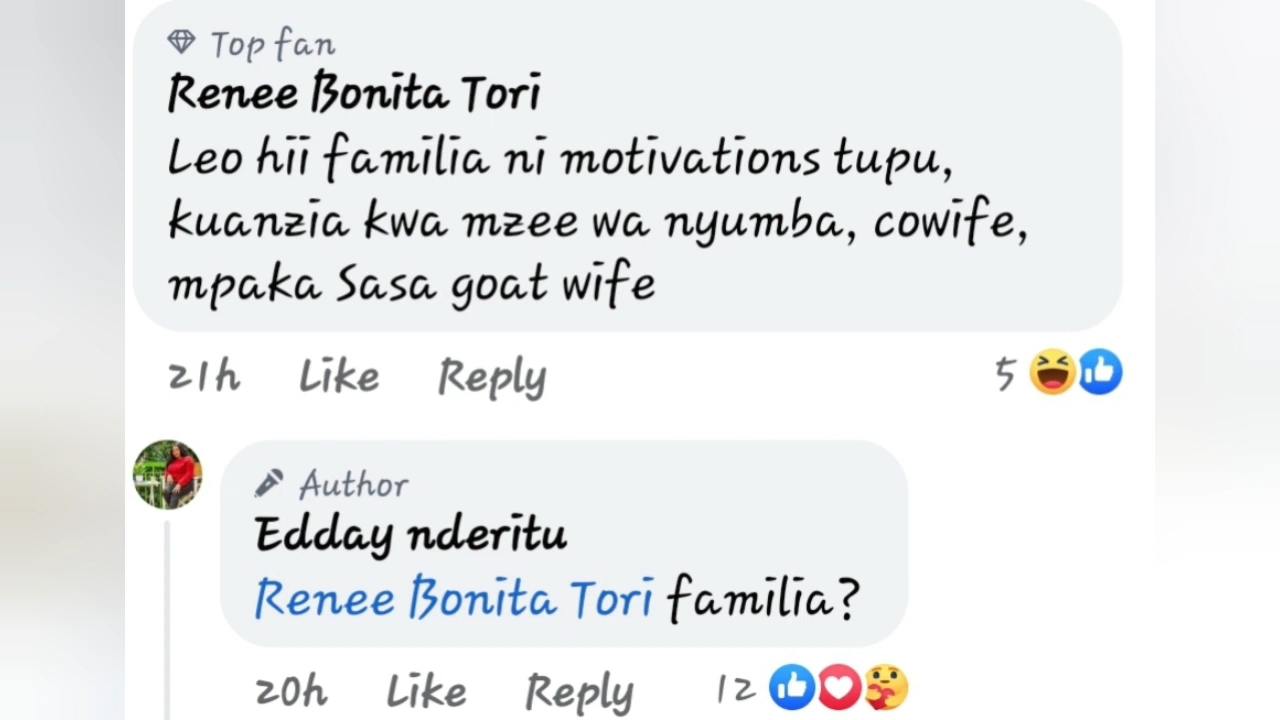 Top fan
Renee Bonita Tori
Leo hii familia ni motivations tupu,
kuanzia kwa mzee wa nyumba, cowife,
mpaka Sasa goat wife
21h Like Reply 5
Author
Edday nderitu
Renee Bonita Tori familia?
20h Like Reply 12